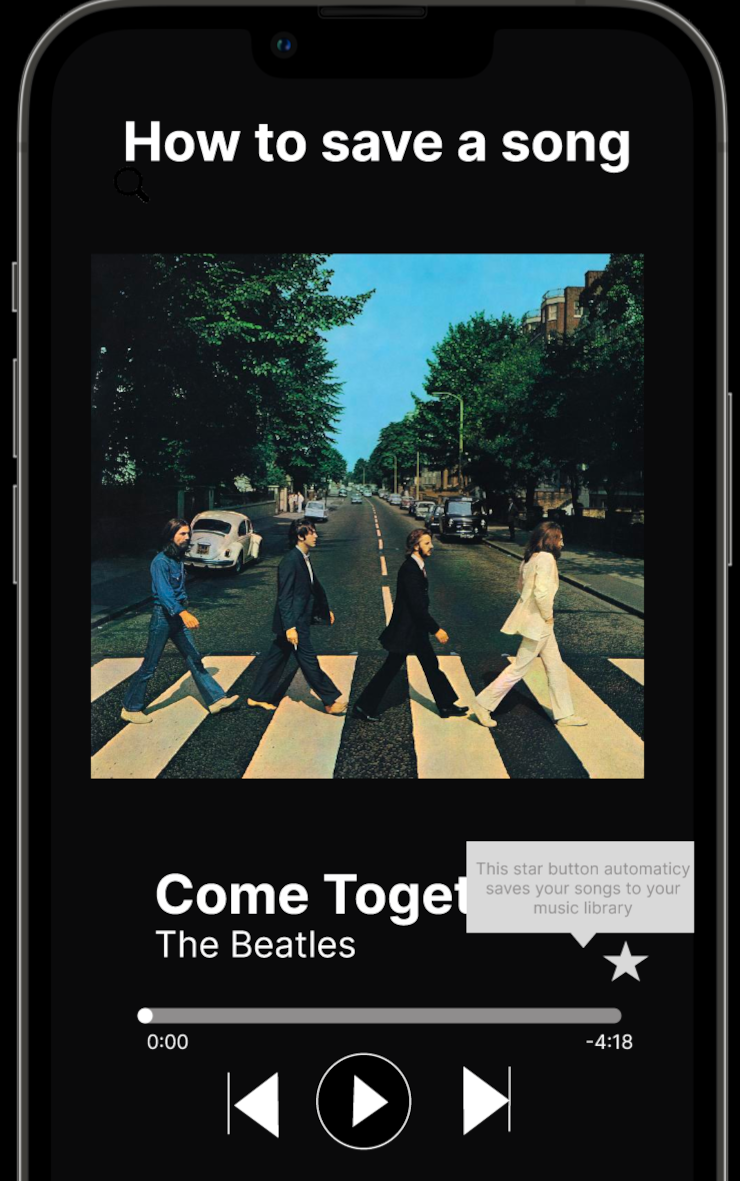 How to save a song
This star button automaticy
saves your songs to your
music library
Come Toget
The Beatles
0:00
-4:18